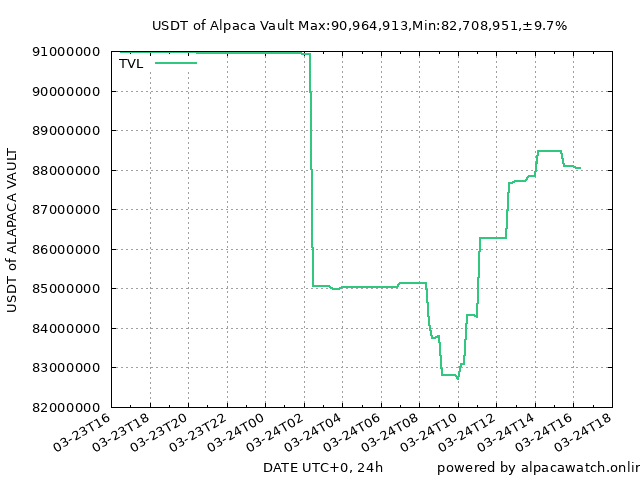 USDT of Alpaca Vault Max:90,964,913,Min:82,708,951,±9.7%
TVL
91000000
90000000
89000000
88000000
87000000
86000000
85000000
84000000
83000000
82000000
USDT of ALAPACA VAULT
03-23T16
03-23T18
03-23T20
03-23T22
03-24T00
03-24T02
03-24T04
03-24T06
03-24T08
03-24T10
03-24T12
03-24T14
03-24T16
03-24T18
DATE UTC+0, 24h
powered by alpacawatch.onlin